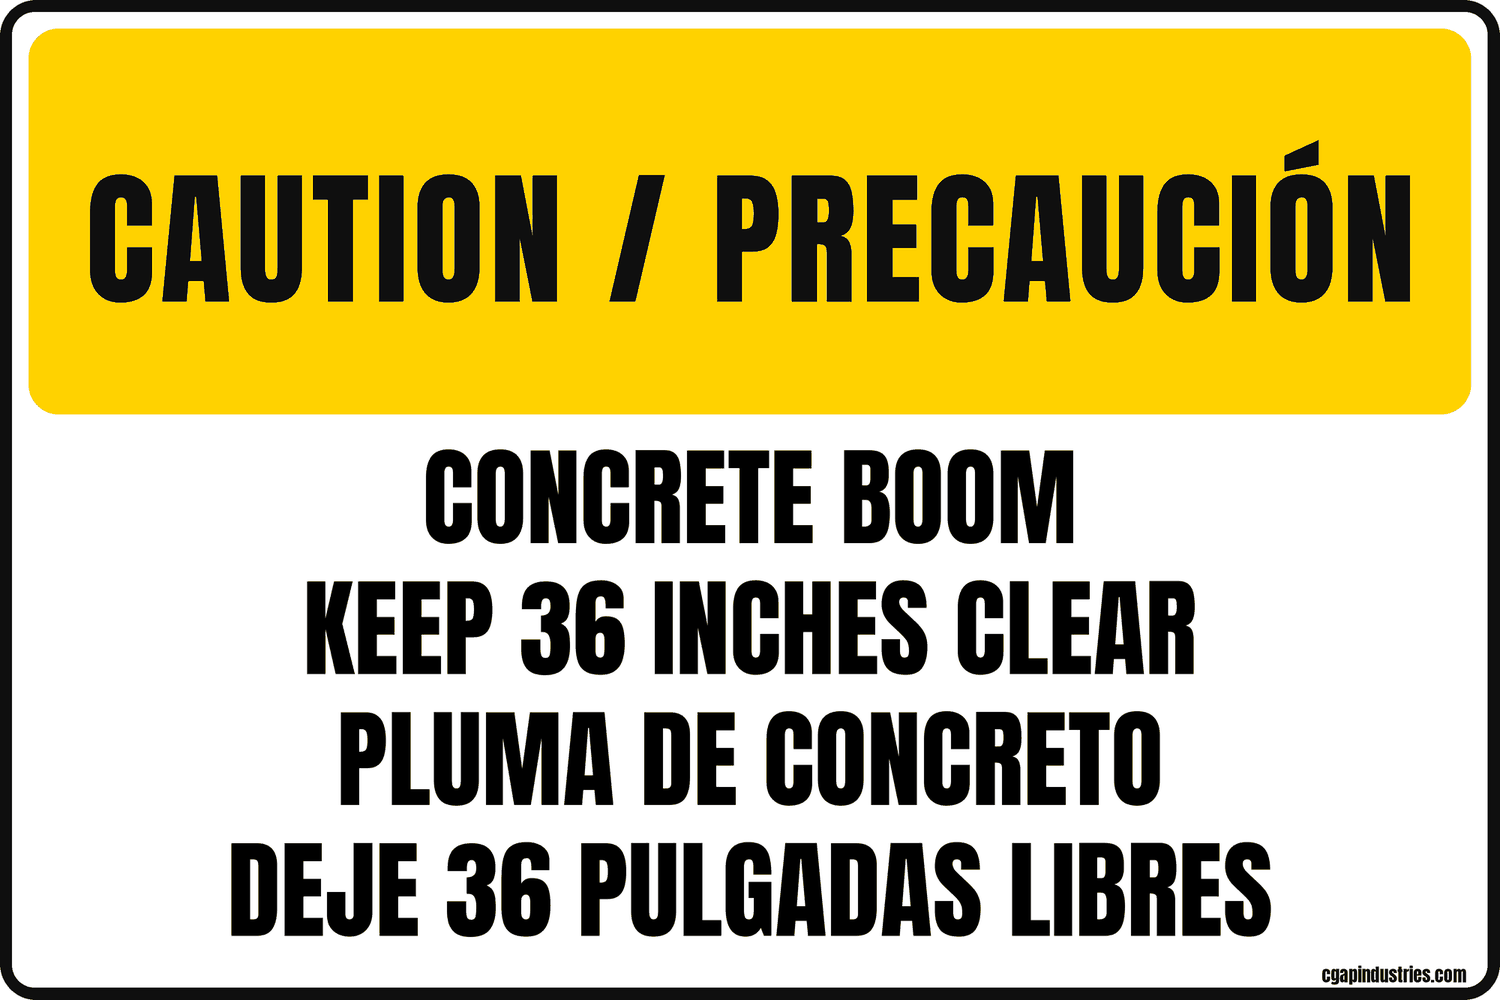 CAUTION / PRECAUCIÓN
CONCRETE BOOM
KEEP 36 INCHES CLEAR
PLUMA DE CONCRETO
DEJE 36 PULGADAS LIBRES
cgapindustries.com